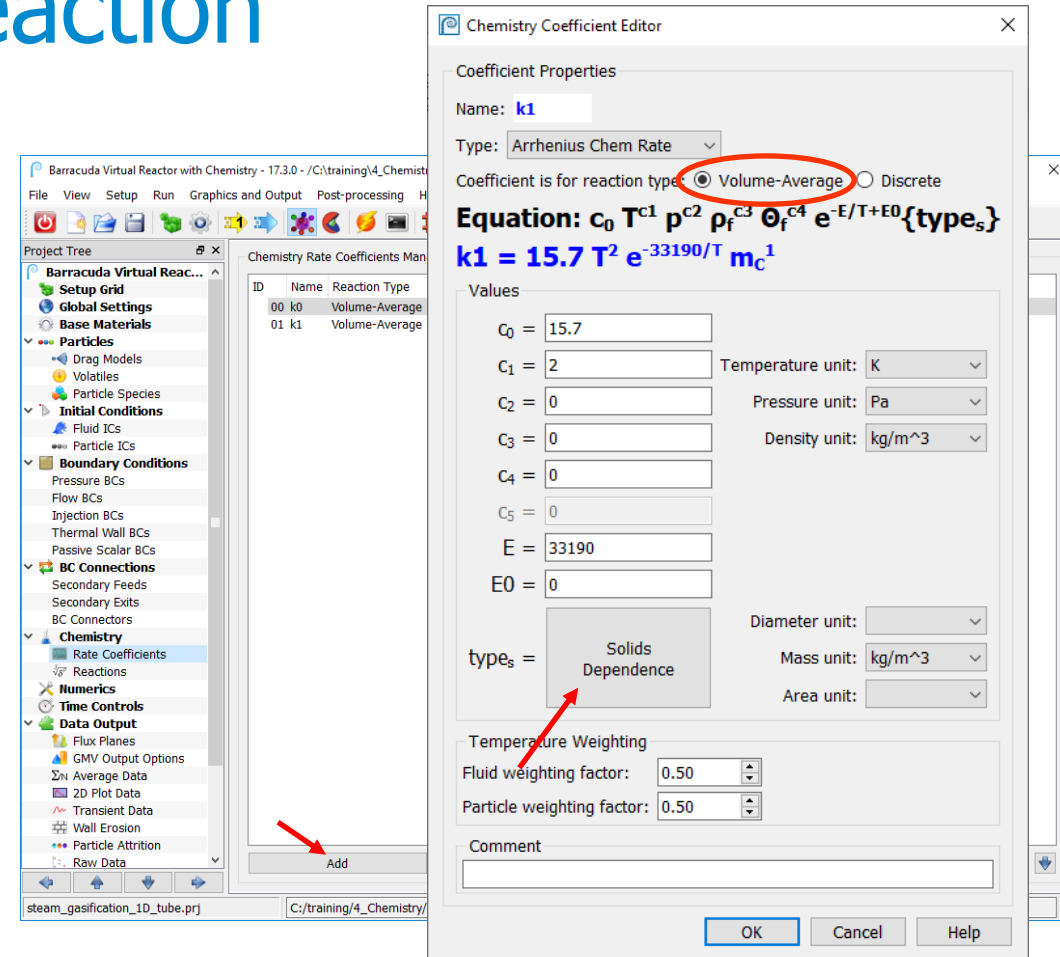 eaction
Barracuda Virtual Reactor with Chemistry - 17.3.0 - /C:\training\4_Chemistr
File View Setup Run Graphics and Output Post-processing H
Project Tree
Barracuda Virtual Reac...
Setup Grid
Global Settings
Base Materials
Particles
Drag Models
Volatiles
Particle Species
Initial Conditions
Fluid ICs
Particle ICs
Boundary Conditions
Pressure BCs
Flow BCs
Injection BCs
Thermal Wall BCs
Passive Scalar BCs
BC Connections
Secondary Feeds
Secondary Exits
BC Connectors
Chemistry
Rate Coefficients
Reactions
Numerics
Time Controls
Data Output
Flux Planes
GMV Output Options
Σ/N Average Data
2D Plot Data
Transient Data
Wall Erosion
Particle Attrition
Raw Data
steam_gasification_1D_tube.prj
C:/training/4_Chemistry/
Chemistry Rate Coefficients Man
ID Name Reaction Type
00 k0 Volume-Average
01 k1 Volume-Average
Add
Chemistry Coefficient Editor
Coefficient Properties
Name: k1
Type: Arrhenius Chem Rate
Coefficient is for reaction type: Volume-Average Discrete
Equation: c₀ T^c1 p^c2 ρ_f^c3 Θ_f^c4 e^-E/T+E0{type_s}
k1 = 15.7 T² e^-33190/T m_C^1
Values
c₀ = 15.7
c₁ = 2 Temperature unit: K
c₂ = 0 Pressure unit: Pa
c₃ = 0 Density unit: kg/m^3
c₄ = 0
c₅ = 0
E = 33190
E0 = 0
Diameter unit:
type_s = Solids Dependence Mass unit: kg/m^3
Area unit:
Temperature Weighting
Fluid weighting factor: 0.50
Particle weighting factor: 0.50
Comment
OK Cancel Help